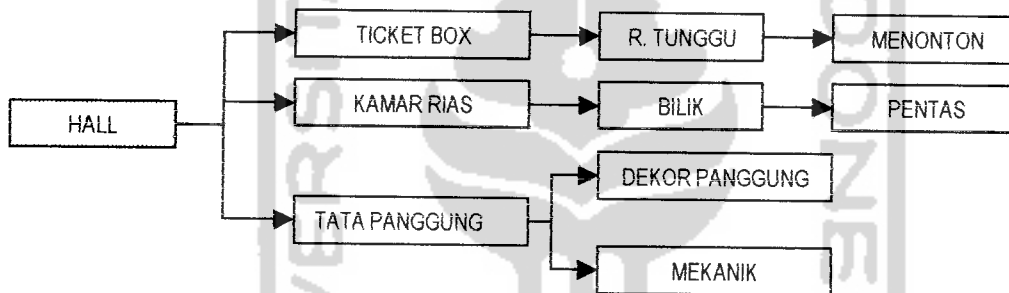 TICKET BOX
R. TUNGGU
MENONTON
HALL
KAMAR RIAS
BILIK
PENTAS
DEKOR PANGGUNG
TATA PANGGUNG
MEKANIK